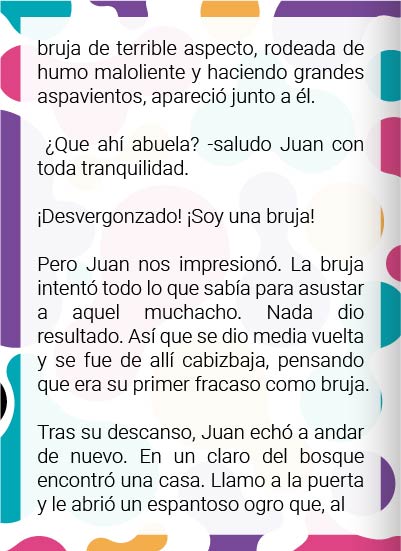 bruja de terrible aspecto, rodeada de
humo maloliente y haciendo grandes
aspavientos, apareció junto a él.
¿Que ahí abuela? -saludo Juan con
toda tranquilidad.
¡Desvergonzado! ¡Soy una bruja!
Pero Juan nos impresionó. La bruja
intentó todo lo que sabía para asustar
a aquel muchacho. Nada dio
resultado. Así que se dio media vuelta
y se fue de allí cabizbaja, pensando
que era su primer fracaso como bruja.
Tras su descanso, Juan echó a andar
de nuevo. En un claro del bosque
encontró una casa. Llamo a la puerta
y le abrió un espantoso ogro que, al